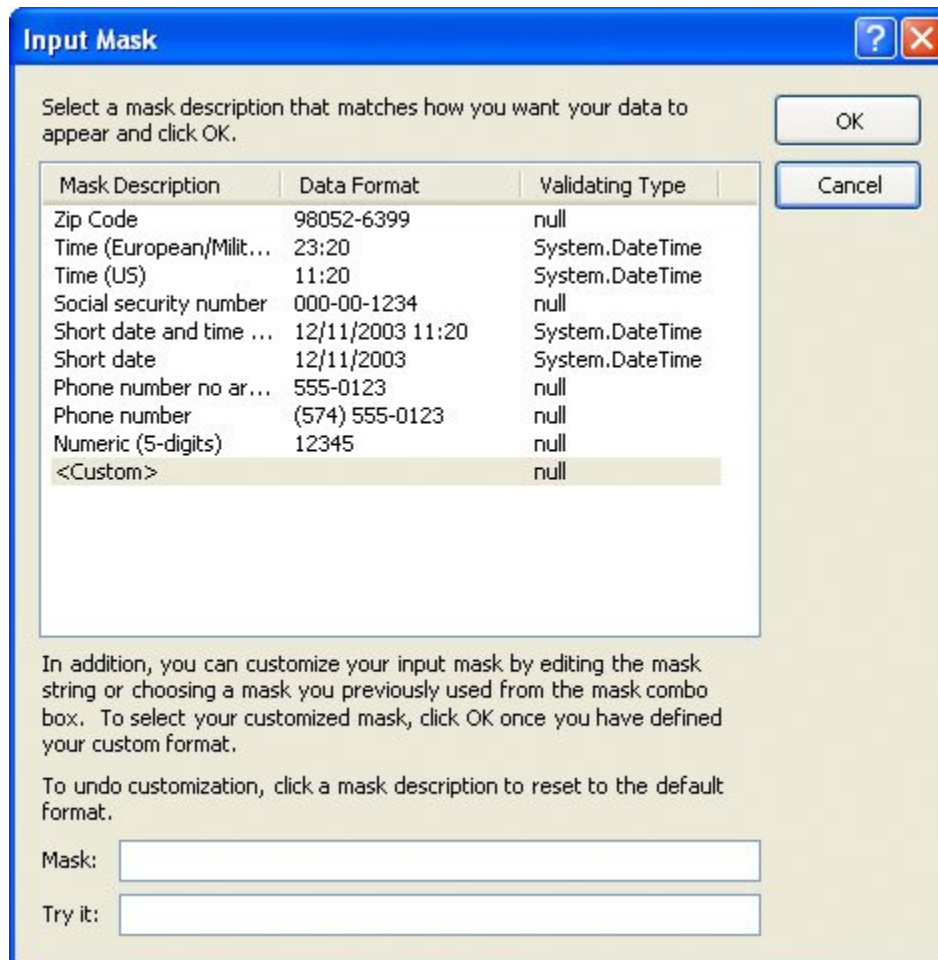 Input Mask
?
Select a mask description that matches how you want your data to
appear and click OK.
OK
Cancel
Mask Description Data Format Validating Type
Zip Code 98052-6399 null
Time (European/Milit... 23:20 System.DateTime
Time (US) 11:20 System.DateTime
Social security number 000-00-1234 null
Short date and time ... 12/11/2003 11:20 System.DateTime
Short date 12/11/2003 System.DateTime
Phone number no ar... 555-0123 null
Phone number (574) 555-0123 null
Numeric (5-digits) 12345 null
<Custom> null
In addition, you can customize your input mask by editing the mask
string or choosing a mask you previously used from the mask combo
box.  To select your customized mask, click OK once you have defined
your custom format.
To undo customization, click a mask description to reset to the default
format.
Mask:
Try it: